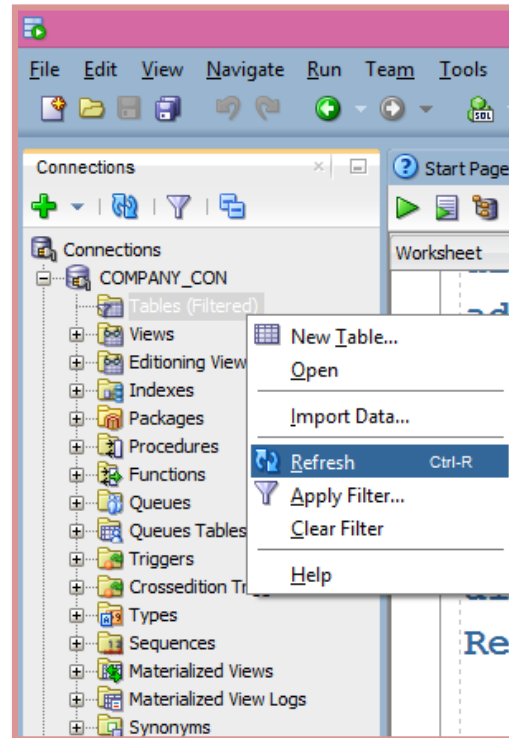 File Edit View Navigate Run Team Tools
SQL
Connections
Start Page
Worksheet
Connections
COMPANY_CON
Tables (Filtered)
Views
Editioning View
Indexes
Packages
Procedures
Functions
Queues
Queues Tables
Triggers
Crossedition Tr
Types
Sequences
Materialized Views
Materialized View Logs
Synonyms
New Table...
Open
Import Data...
Refresh Ctrl-R
Apply Filter...
Clear Filter
Help
Re